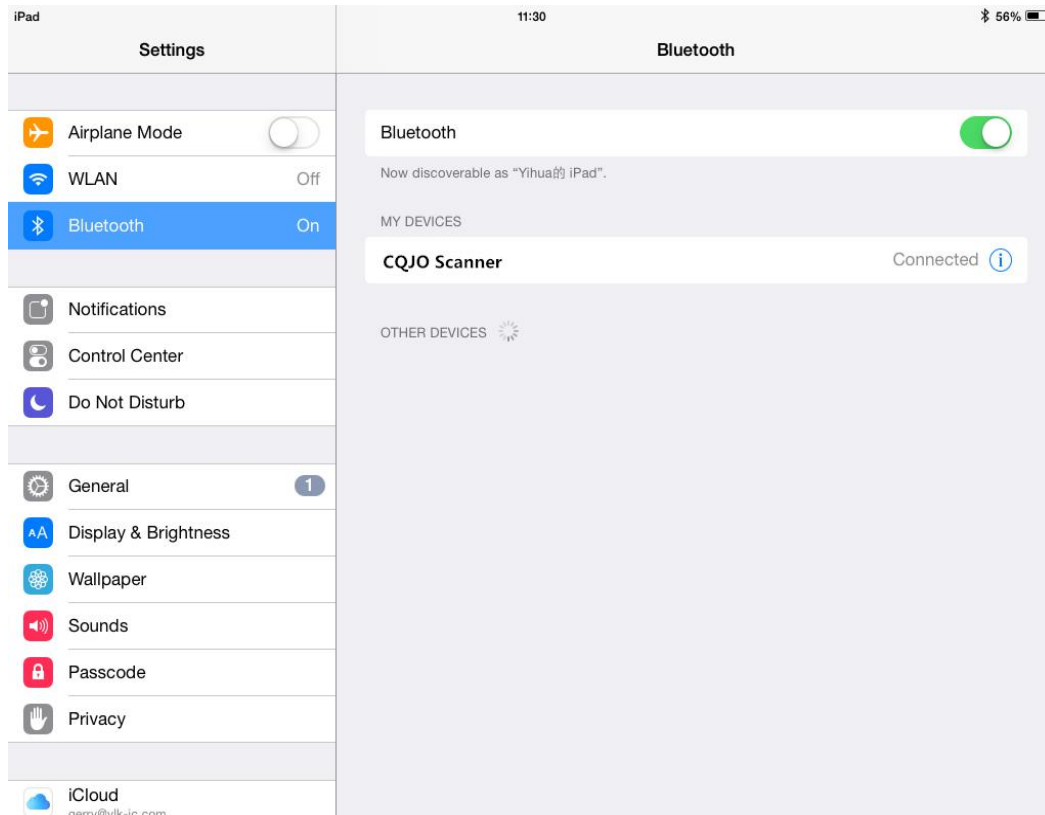 iPad 11:30 56%
Settings
Bluetooth
Airplane Mode
WLAN Off
Bluetooth On
Notifications
Control Center
Do Not Disturb
General 1
AA Display & Brightness
Wallpaper
Sounds
Passcode
Privacy
iCloud
Bluetooth
Now discoverable as “Yihua的 iPad”.
MY DEVICES
CQJO Scanner Connected i
OTHER DEVICES